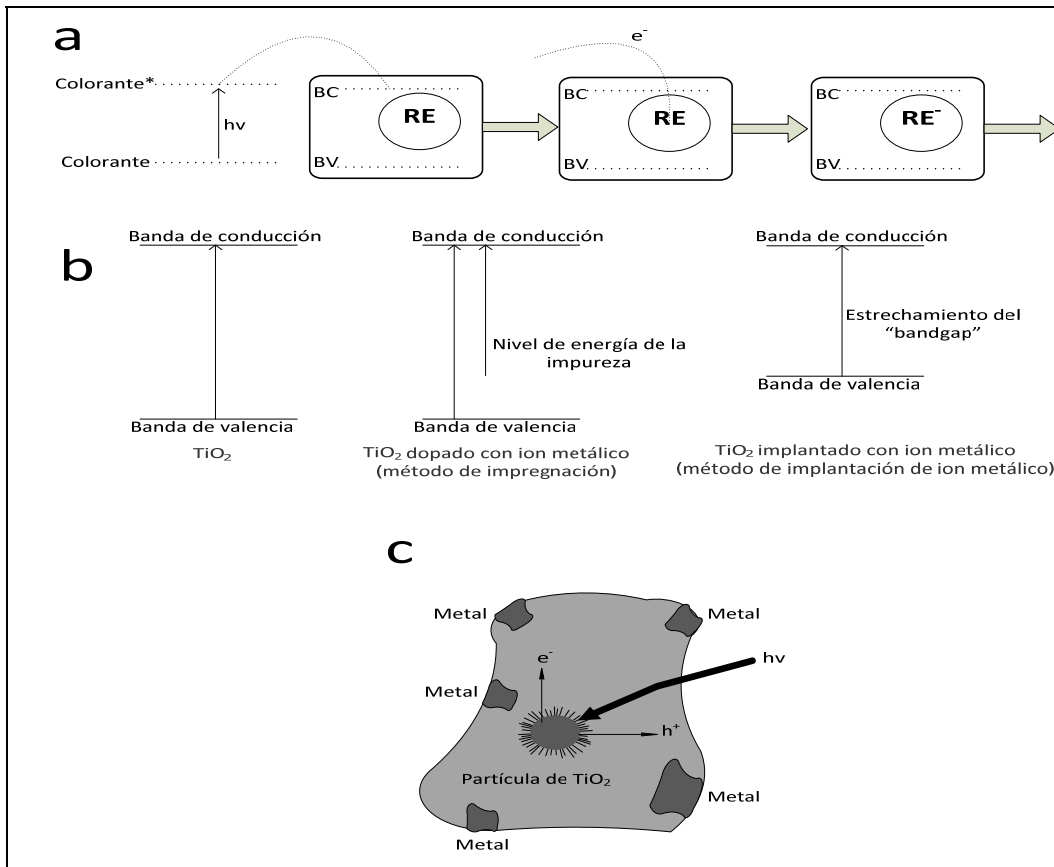 a
e⁻
Colorante*
hv
Colorante
BC
RE
BV
BC
RE
BV
BC
RE⁻
BV
b
Banda de conducción
Banda de valencia
TiO₂
Banda de conducción
Nivel de energía de la
impureza
Banda de valencia
TiO₂ dopado con ion metálico
(método de impregnación)
Banda de conducción
Estrechamiento del
“bandgap”
Banda de valencia
TiO₂ implantado con ion metálico
(método de implantación de ion metálico)
c
Metal
Metal
e⁻
hv
Metal
h⁺
Partícula de TiO₂
Metal
Metal